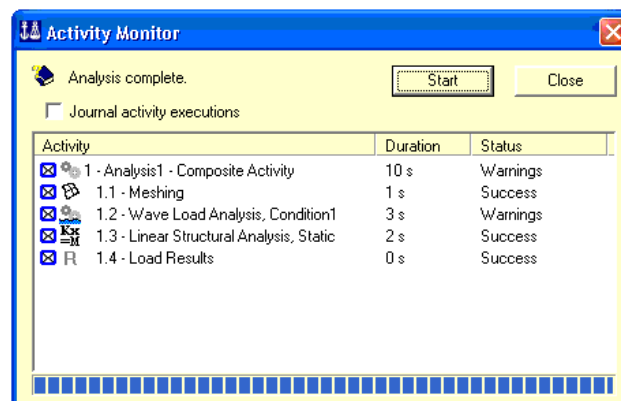 Activity Monitor
Analysis complete.
Start
Close
Journal activity executions
Activity Duration Status
1 - Analysis1 - Composite Activity 10 s Warnings
1.1 - Meshing 1 s Success
1.2 - Wave Load Analysis, Condition1 3 s Warnings
Kx
=M 1.3 - Linear Structural Analysis, Static 2 s Success
R 1.4 - Load Results 0 s Success